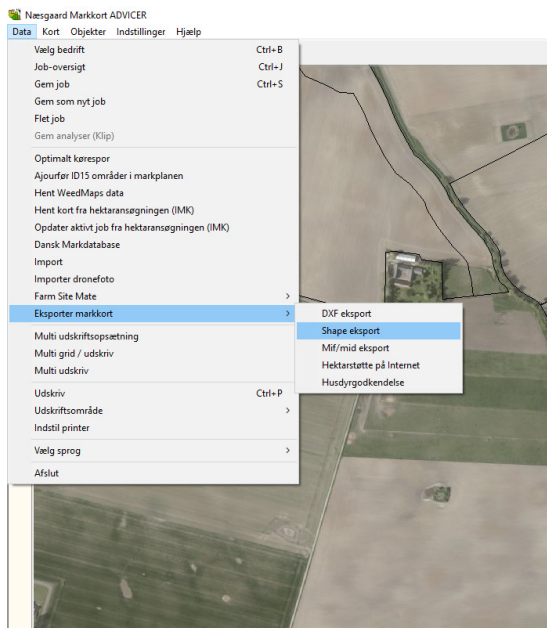 Næsgaard Markkort ADVICER
Data Kort Objekter Indstillinger Hjælp
Vælg bedrift Ctrl+B
Job-oversigt Ctrl+J
Gem job Ctrl+S
Gem som nyt job
Flet job
Gem analyser (Klip)
Optimalt kørespor
Ajourfør ID15 områder i markplanen
Hent WeedMaps data
Hent kort fra hektaransøgningen (IMK)
Opdater aktivt job fra hektaransøgningen (IMK)
Dansk Markdatabase
Import
Importer dronefoto
Farm Site Mate >
Eksporter markkort >
DXF eksport
Shape eksport
Mif/mid eksport
Hektarstøtte på Internet
Husdyrgodkendelse
Multi udskriftsopsætning
Multi grid / udskriv
Multi udskriv
Udskriv Ctrl+P
Udskriftsområde >
Indstil printer
Vælg sprog >
Afslut